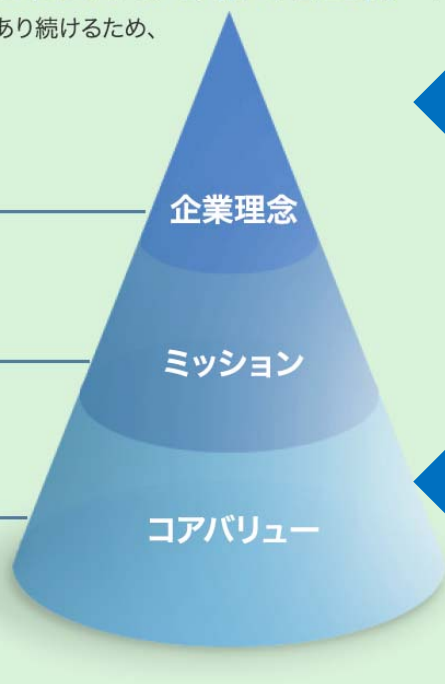 あり続けるため、
企業理念
ミッション
コアバリュー